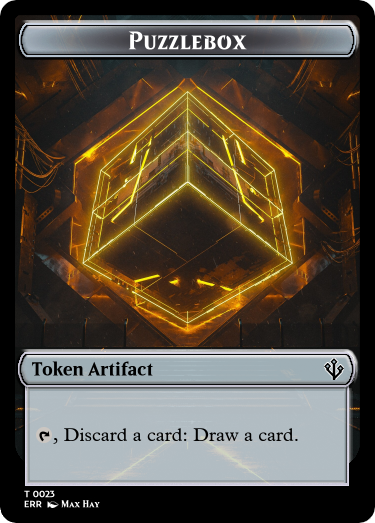 Puzzlebox
Token Artifact
, Discard a card: Draw a card.
T 0023
ERR Max Hay